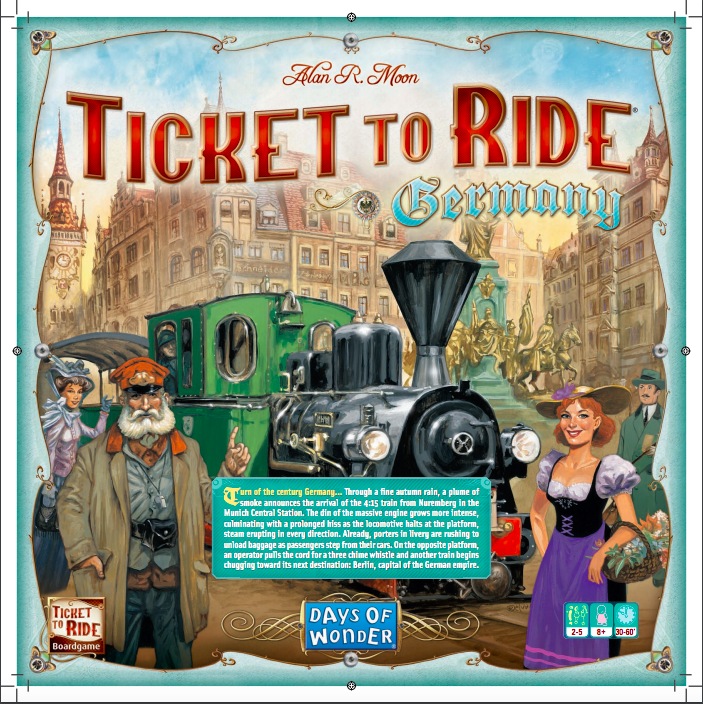 Alan R. Moon
TICKET TO RIDE®
Germany
Turn of the century Germany... Through a fine autumn rain, a plume of
smoke announces the arrival of the 4:15 train from Nuremberg in the
Munich Central Station. The din of the massive engine grows more intense,
culminating with a prolonged hiss as the locomotive halts at the platform,
steam erupting in every direction. Already, porters in livery are rushing to
unload baggage as passengers step from their cars. On the opposite platform,
an operator pulls the cord for a three chime whistle and another train begins
chugging toward its next destination: Berlin, capital of the German empire.
TICKET
TO RIDE
Boardgame
DAYS OF
WONDER
2-5 8+ 30-60'